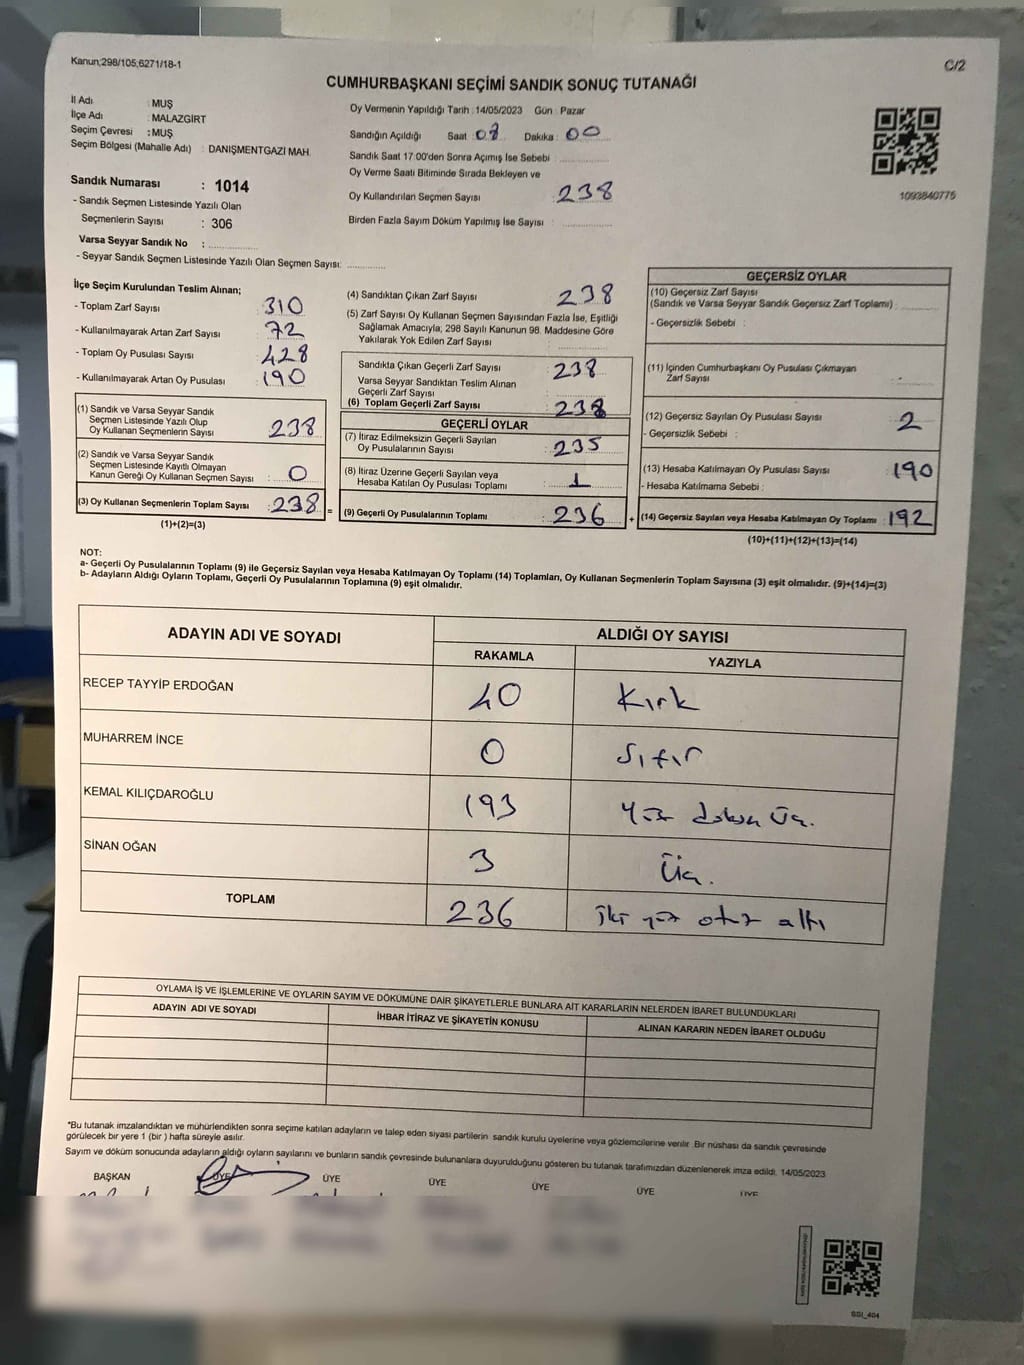 Kanun;298/105;6271/18-1
C/2
CUMHURBAŞKANI SEÇİMİ SANDIK SONUÇ TUTANAĞI
İl Adı : MUŞ
İlçe Adı : MALAZGİRT
Seçim Çevresi : MUŞ
Seçim Bölgesi (Mahalle Adı) : DANIŞMENTGAZİ MAH.
Sandık Numarası : 1014
- Sandık Seçmen Listesinde Yazılı Olan
Seçmenlerin Sayısı : 306
Varsa Seyyar Sandık No :
- Seyyar Sandık Seçmen Listesinde Yazılı Olan Seçmen Sayısı:
Oy Vermenin Yapıldığı Tarih : 14/05/2023 Gün : Pazar
Sandığın Açıldığı Saat : 08 Dakika : 00
Sandık Saat 17:00'den Sonra Açımış İse Sebebi
Oy Verme Saati Bitiminde Sırada Bekleyen ve
Oy Kullandırılan Seçmen Sayısı : 238
Birden Fazla Sayım Döküm Yapılmış İse Sayısı :
1093840775
İlçe Seçim Kurulundan Teslim Alınan;
- Toplam Zarf Sayısı : 310
- Kullanılmayarak Artan Zarf Sayısı : 72
- Toplam Oy Pusulası Sayısı : 428
- Kullanılmayarak Artan Oy Pusulası : 190
(1) Sandık ve Varsa Seyyar Sandık
Seçmen Listesinde Yazılı Olup
Oy Kullanan Seçmenlerin Sayısı : 238
(2) Sandık ve Varsa Seyyar Sandık
Seçmen Listesinde Kayıtlı Olmayan
Kanun Gereği Oy Kullanan Seçmen Sayısı : 0
(3) Oy Kullanan Seçmenlerin Toplam Sayısı : 238 =
(1)+(2)=(3)
(4) Sandıktan Çıkan Zarf Sayısı : 238
(5) Zarf Sayısı Oy Kullanan Seçmen Sayısından Fazla İse, Eşitliği
Sağlamak Amacıyla; 298 Sayılı Kanunun 98. Maddesine Göre
Yakılarak Yok Edilen Zarf Sayısı :
Sandıkta Çıkan Geçerli Zarf Sayısı : 238
Varsa Seyyar Sandıktan Teslim Alınan
Geçerli Zarf Sayısı :
(6) Toplam Geçerli Zarf Sayısı : 238
GEÇERLİ OYLAR
(7) İtiraz Edilmeksizin Geçerli Sayılan
Oy Pusulalarının Sayısı : 235
(8) İtiraz Üzerine Geçerli Sayılan veya
Hesaba Katılan Oy Pusulası Toplamı : 1
(9) Geçerli Oy Pusulalarının Toplamı : 236 +
GEÇERSİZ OYLAR
(10) Geçersiz Zarf Sayısı
(Sandık ve Varsa Seyyar Sandık Geçersiz Zarf Toplamı) :
- Geçersizlik Sebebi :
(11) İçinden Cumhurbaşkanı Oy Pusulası Çıkmayan
Zarf Sayısı :
(12) Geçersiz Sayılan Oy Pusulası Sayısı : 2
- Geçersizlik Sebebi :
(13) Hesaba Katılmayan Oy Pusulası Sayısı : 190
- Hesaba Katılmama Sebebi :
(14) Geçersiz Sayılan veya Hesaba Katılmayan Oy Toplamı : 192
(10)+(11)+(12)+(13)=(14)
NOT:
a- Geçerli Oy Pusulalarının Toplamı (9) ile Geçersiz Sayılan veya Hesaba Katılmayan Oy Toplamı (14) Toplamları, Oy Kullanan Seçmenlerin Toplam Sayısına (3) eşit olmalıdır. (9)+(14)=(3)
b- Adayların Aldığı Oyların Toplamı, Geçerli Oy Pusulalarının Toplamına (9) eşit olmalıdır.
ADAYIN ADI VE SOYADI ALDIĞI OY SAYISI
RAKAMLA YAZIYLA
RECEP TAYYİP ERDOĞAN 40 Kırk
MUHARREM İNCE 0 Sıfır
KEMAL KILIÇDAROĞLU 193 Yüz doksan Üç.
SİNAN OĞAN 3 Üç.
TOPLAM 236 iki yüz otuz altı
OYLAMA İŞ VE İŞLEMLERİNE VE OYLARIN SAYIM VE DÖKÜMÜNE DAİR ŞİKAYETLERLE BUNLARA AİT KARARLARIN NELERDEN İBARET BULUNDUKLARI
ADAYIN ADI VE SOYADI İHBAR İTİRAZ VE ŞİKAYETİN KONUSU ALINAN KARARIN NEDEN İBARET OLDUĞU
*Bu tutanak imzalandıktan ve mühürlendikten sonra seçime katılan adayların ve talep eden siyasi partilerin sandık kurulu üyelerine veya gözlemcilerine verilir. Bir nüshası da sandık çevresinde
görülecek bir yere 1 (bir) hafta süreyle asılır.
Sayım ve döküm sonucunda adayların aldığı oyların sayılarını ve bunların sandık çevresinde bulunanlara duyurulduğunu gösteren bu tutanak tarafımızdan düzenlenerek imza edildi. 14/05/2023
BAŞKAN ÜYE ÜYE ÜYE ÜYE ÜYE ÜYE
SSI_404